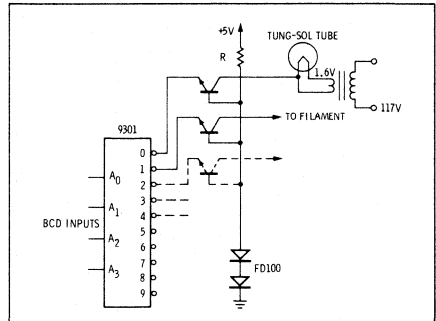 +5V
TUNG-SOL TUBE
R
1.6V
117V
TO FILAMENT
9301
0
1
2
3
4
5
6
7
8
9
A0
A1
BCD INPUTS
A2
A3
FD100